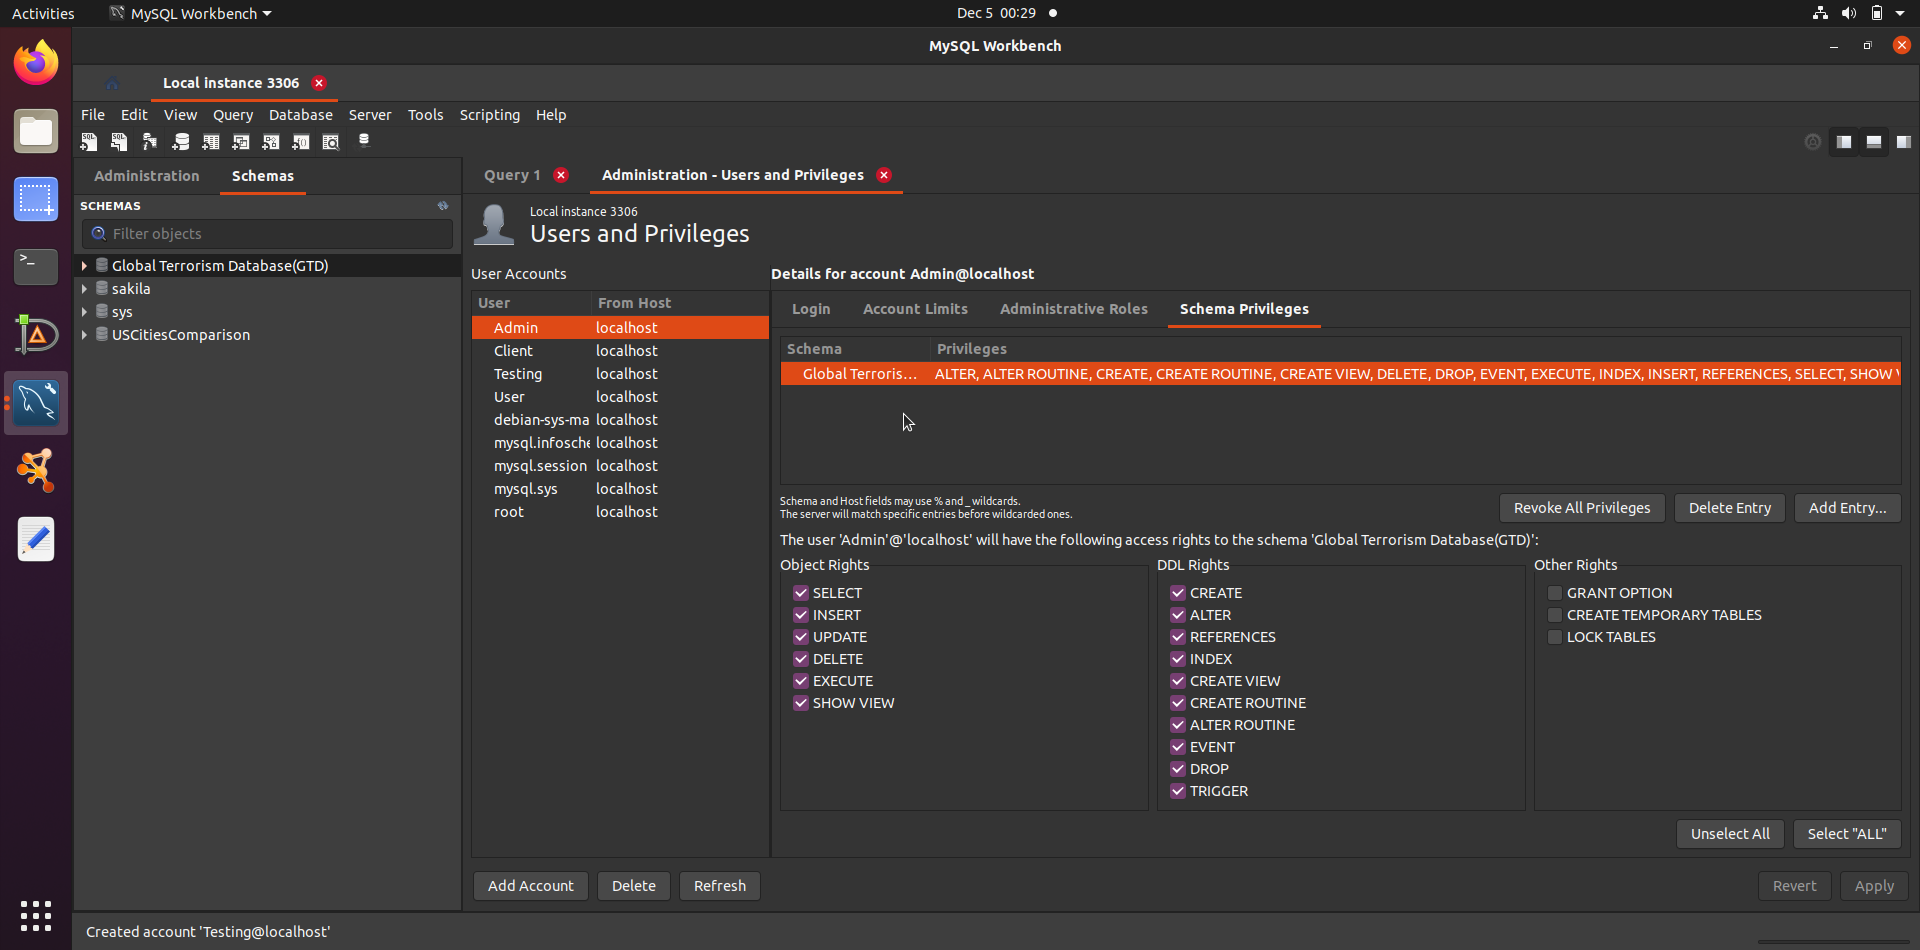 Activities
MySQL Workbench
Dec 5 00:29
MySQL Workbench
Local instance 3306
File Edit View Query Database Server Tools Scripting Help
Administration Schemas
SCHEMAS
Filter objects
Global Terrorism Database(GTD)
sakila
sys
USCitiesComparison
Query 1
Administration - Users and Privileges
Local instance 3306
Users and Privileges
User Accounts
User From Host
Admin localhost
Client localhost
Testing localhost
User localhost
debian-sys-ma localhost
mysql.infosche localhost
mysql.session localhost
mysql.sys localhost
root localhost
Details for account Admin@localhost
Login Account Limits Administrative Roles Schema Privileges
Schema Privileges
Global Terroris... ALTER, ALTER ROUTINE, CREATE, CREATE ROUTINE, CREATE VIEW, DELETE, DROP, EVENT, EXECUTE, INDEX, INSERT, REFERENCES, SELECT, SHOW
Schema and Host fields may use % and _ wildcards.
The server will match specific entries before wildcarded ones.
Revoke All Privileges Delete Entry Add Entry...
The user 'Admin'@'localhost' will have the following access rights to the schema 'Global Terrorism Database(GTD)':
Object Rights
SELECT
INSERT
UPDATE
DELETE
EXECUTE
SHOW VIEW
DDL Rights
CREATE
ALTER
REFERENCES
INDEX
CREATE VIEW
CREATE ROUTINE
ALTER ROUTINE
EVENT
DROP
TRIGGER
Other Rights
GRANT OPTION
CREATE TEMPORARY TABLES
LOCK TABLES
Unselect All Select "ALL"
Add Account Delete Refresh
Revert Apply
Created account 'Testing@localhost'